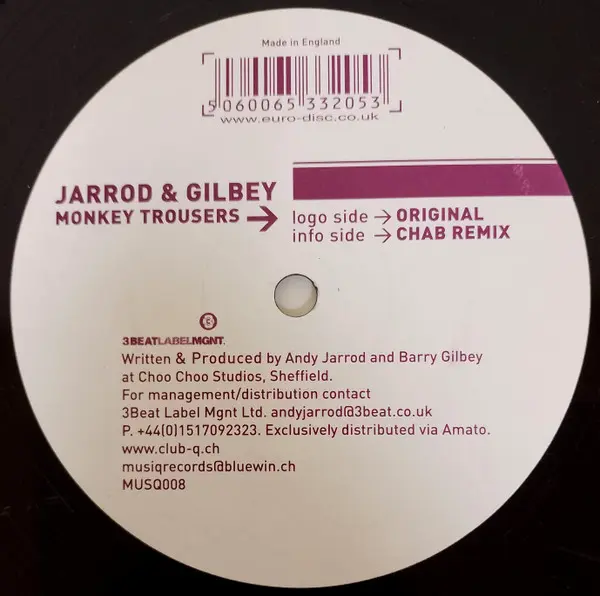 Made in England
5060065 332053
www.euro-disc.co.uk
JARROD & GILBEY
MONKEY TROUSERS → logo side → ORIGINAL
info side → CHAB REMIX
3BEATLABELMGNT.
Written & Produced by Andy Jarrod and Barry Gilbey
at Choo Choo Studios, Sheffield.
For management/distribution contact
3Beat Label Mgnt Ltd. andyjarrod@3beat.co.uk
P. +44(0)1517092323. Exclusively distributed via Amato.
www.club-q.ch
musiqrecords@bluewin.ch
MUSQ008